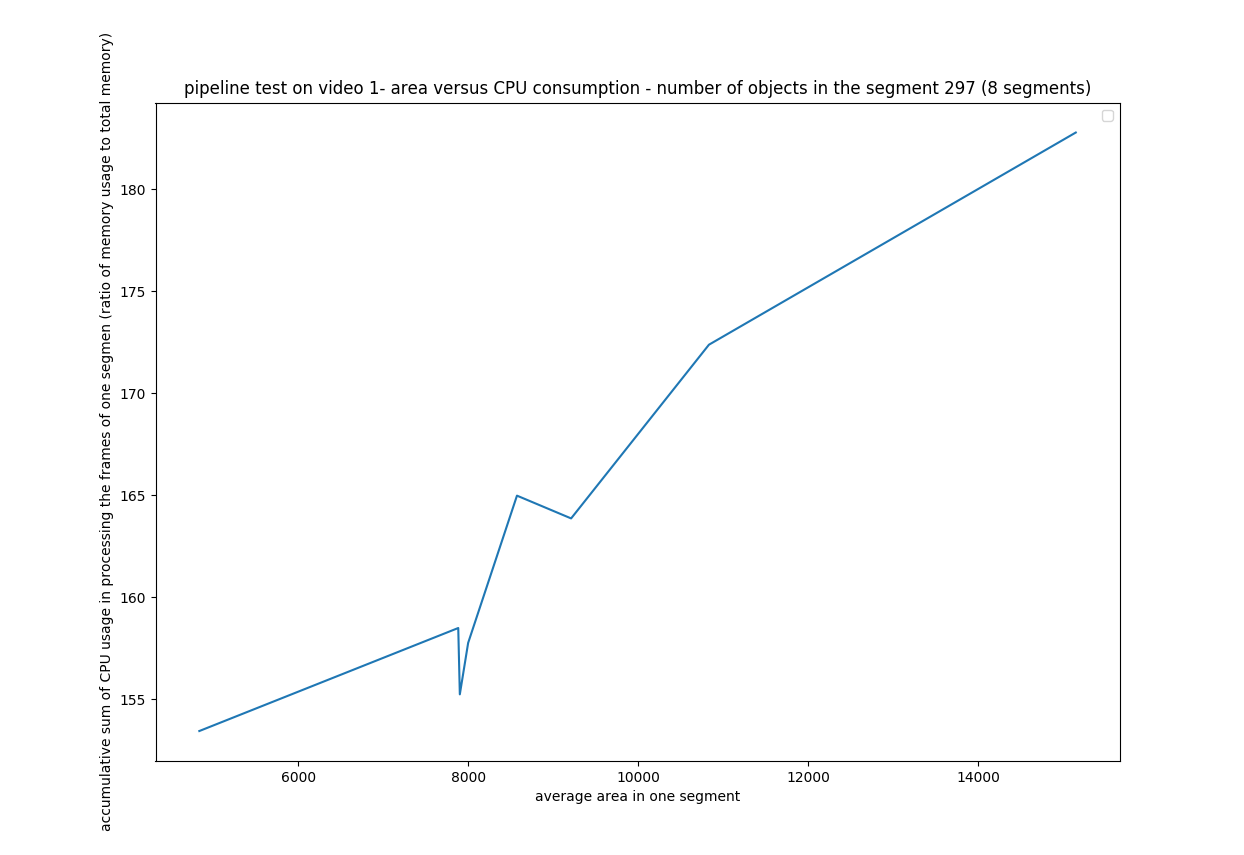 pipeline test on video 1- area versus CPU consumption - number of objects in the segment 297 (8 segments)
accumulative sum of CPU usage in processing the frames of one segmen (ratio of memory usage to total memory)
180
175
170
165
160
155
6000 8000 10000 12000 14000
average area in one segment